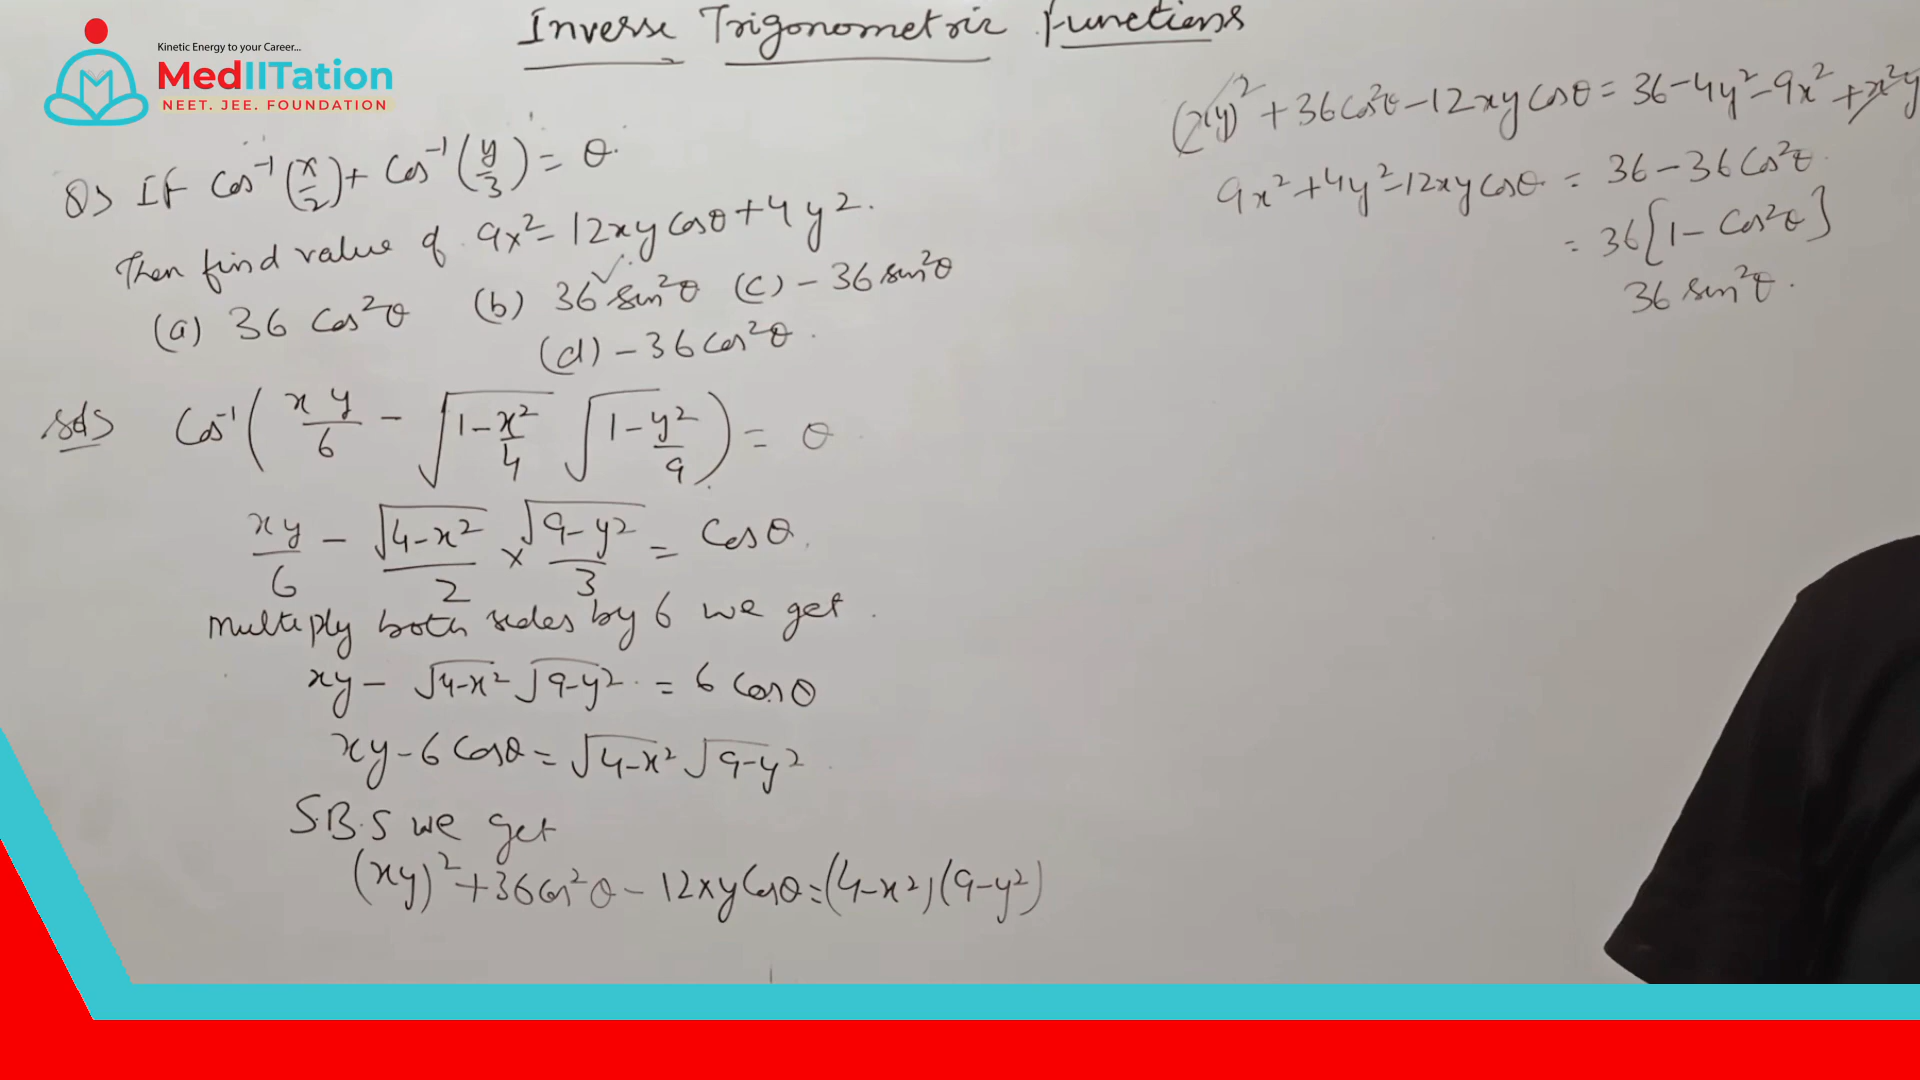 Inverse Trigonometric Functions
Kinetic Energy to your Career...
MedIITation
NEET. JEE. FOUNDATION
Q> If Cos⁻¹(x/2) + Cos⁻¹(y/3) = θ.
Then find value of 9x² - 12xy cosθ + 4y².
(a) 36 Cos²θ (b) 36 sin²θ ✓ (c) - 36 sin²θ
(d) - 36 cos²θ.
Cos⁻¹(xy/6 - √(1-x²/4) √(1-y²/9)) = θ
xy/6 - √(4-x²)/2 × √(9-y²)/3 = Cosθ
Multiply both sides by 6 we get.
xy - √(4-x²) √(9-y²) = 6 Cosθ
xy - 6 Cosθ = √(4-x²) √(9-y²)
S.B.S we get
(xy)² + 36cos²θ - 12xy Cosθ = (4-x²)(9-y²)
(xy)² + 36Cos²θ - 12xy Cosθ = 36 - 4y² - 9x² + x²y
9x² + 4y² - 12xy cosθ = 36 - 36 Cos²θ.
= 36[1 - Cos²θ]
36 sin²θ.